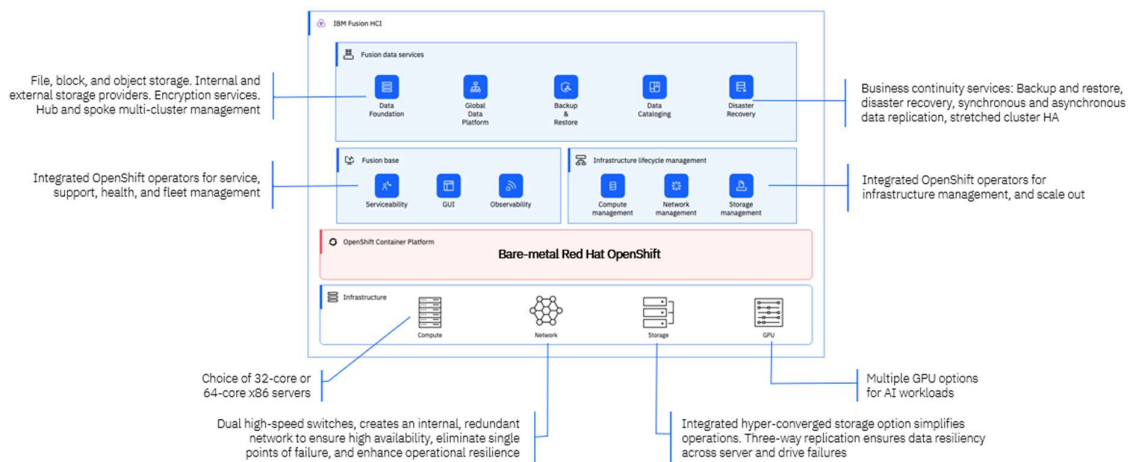 IBM Fusion HCI
Fusion data services
Data
Foundation
Global
Data
Platform
Backup
&
Restore
Data
Cataloging
Disaster
Recovery
File, block, and object storage. Internal and
external storage providers. Encryption services.
Hub and spoke multi-cluster management
Business continuity services: Backup and restore,
disaster recovery, synchronous and asynchronous
data replication, stretched cluster HA
Fusion base
Serviceability
GUI
Observability
Infrastructure lifecycle management
Compute
management
Network
management
Storage
management
Integrated OpenShift operators for service,
support, health, and fleet management
Integrated OpenShift operators for
infrastructure management, and scale out
OpenShift Container Platform
Bare-metal Red Hat OpenShift
Infrastructure
Compute
Network
Storage
GPU
Choice of 32-core or
64-core x86 servers
Multiple GPU options
for AI workloads
Dual high-speed switches, creates an internal, redundant
network to ensure high availability, eliminate single
points of failure, and enhance operational resilience
Integrated hyper-converged storage option simplifies
operations. Three-way replication ensures data resiliency
across server and drive failures